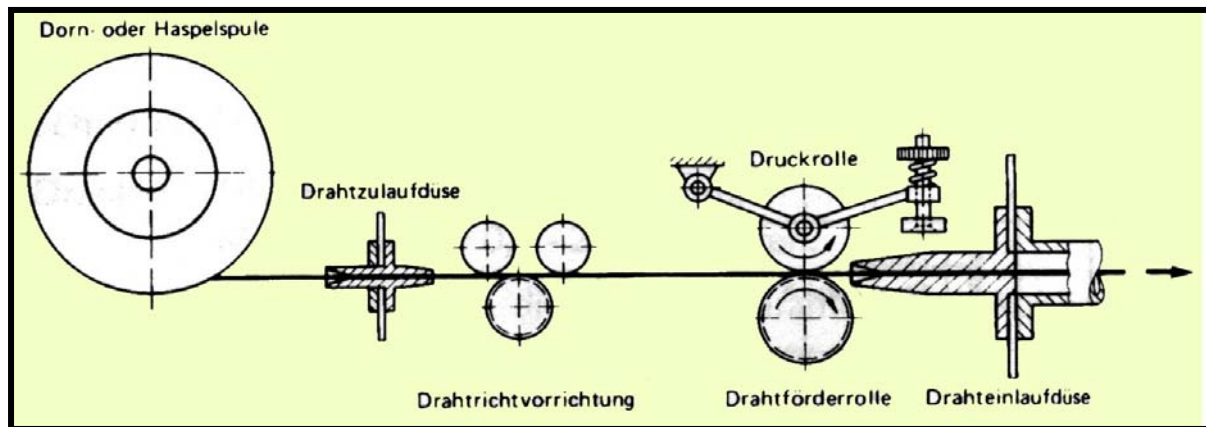 Dorn- oder Haspelspule
Druckrolle
Drahtzulaufdüse
Drahtrichtvorrichtung
Drahtförderrolle
Drahteinlaufdüse